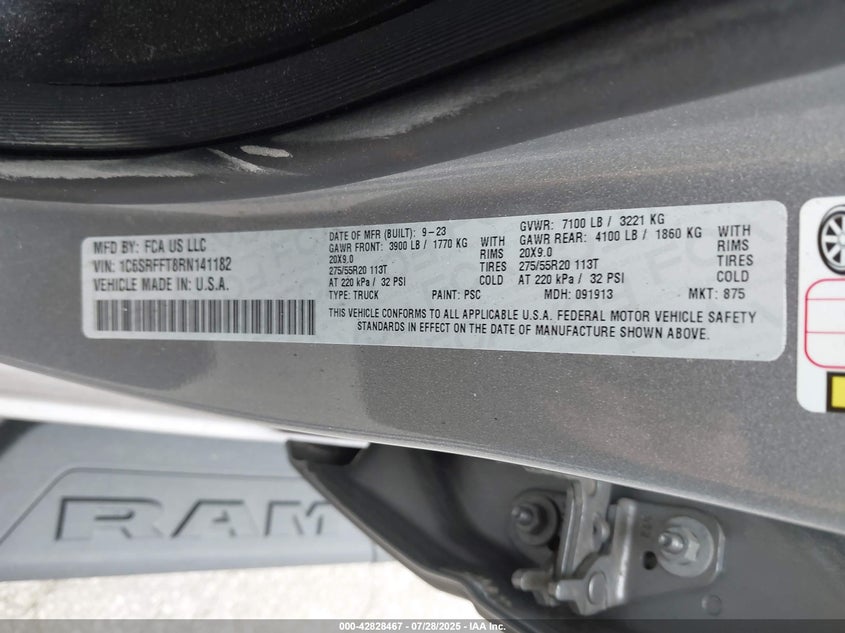 MFD BY: FCA US LLC
VIN: 1C6SRFFT8RN141182
VEHICLE MADE IN: U.S.A.
DATE OF MFR (BUILT): 9-23
GAWR FRONT: 3900 LB / 1770 KG WITH
20X9.0 RIMS
275/55R20 113T TIRES
AT 220 kPa / 32 PSI COLD
TYPE: TRUCK PAINT: PSC
GVWR: 7100 LB / 3221 KG
GAWR REAR: 4100 LB / 1860 KG WITH
20X9.0 RIMS
275/55R20 113T TIRES
AT 220 kPa / 32 PSI COLD
MDH: 091913 MKT: 875
THIS VEHICLE CONFORMS TO ALL APPLICABLE U.S.A. FEDERAL MOTOR VEHICLE SAFETY
STANDARDS IN EFFECT ON THE DATE OF MANUFACTURE SHOWN ABOVE.
RAM
000-42828467 - 07/28/2025 - IAA Inc.